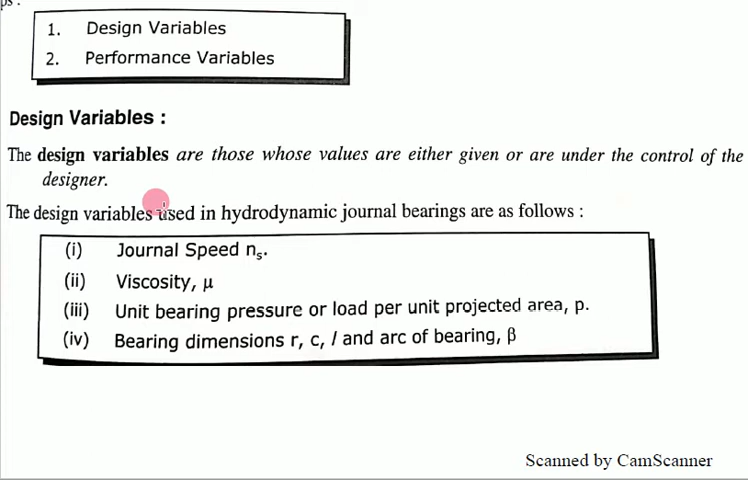 ps :
1. Design Variables
2. Performance Variables
Design Variables :
The design variables are those whose values are either given or are under the control of the
designer.
The design variables used in hydrodynamic journal bearings are as follows :
(i) Journal Speed nₛ.
(ii) Viscosity, μ
(iii) Unit bearing pressure or load per unit projected area, p.
(iv) Bearing dimensions r, c, l and arc of bearing, β
Scanned by CamScanner